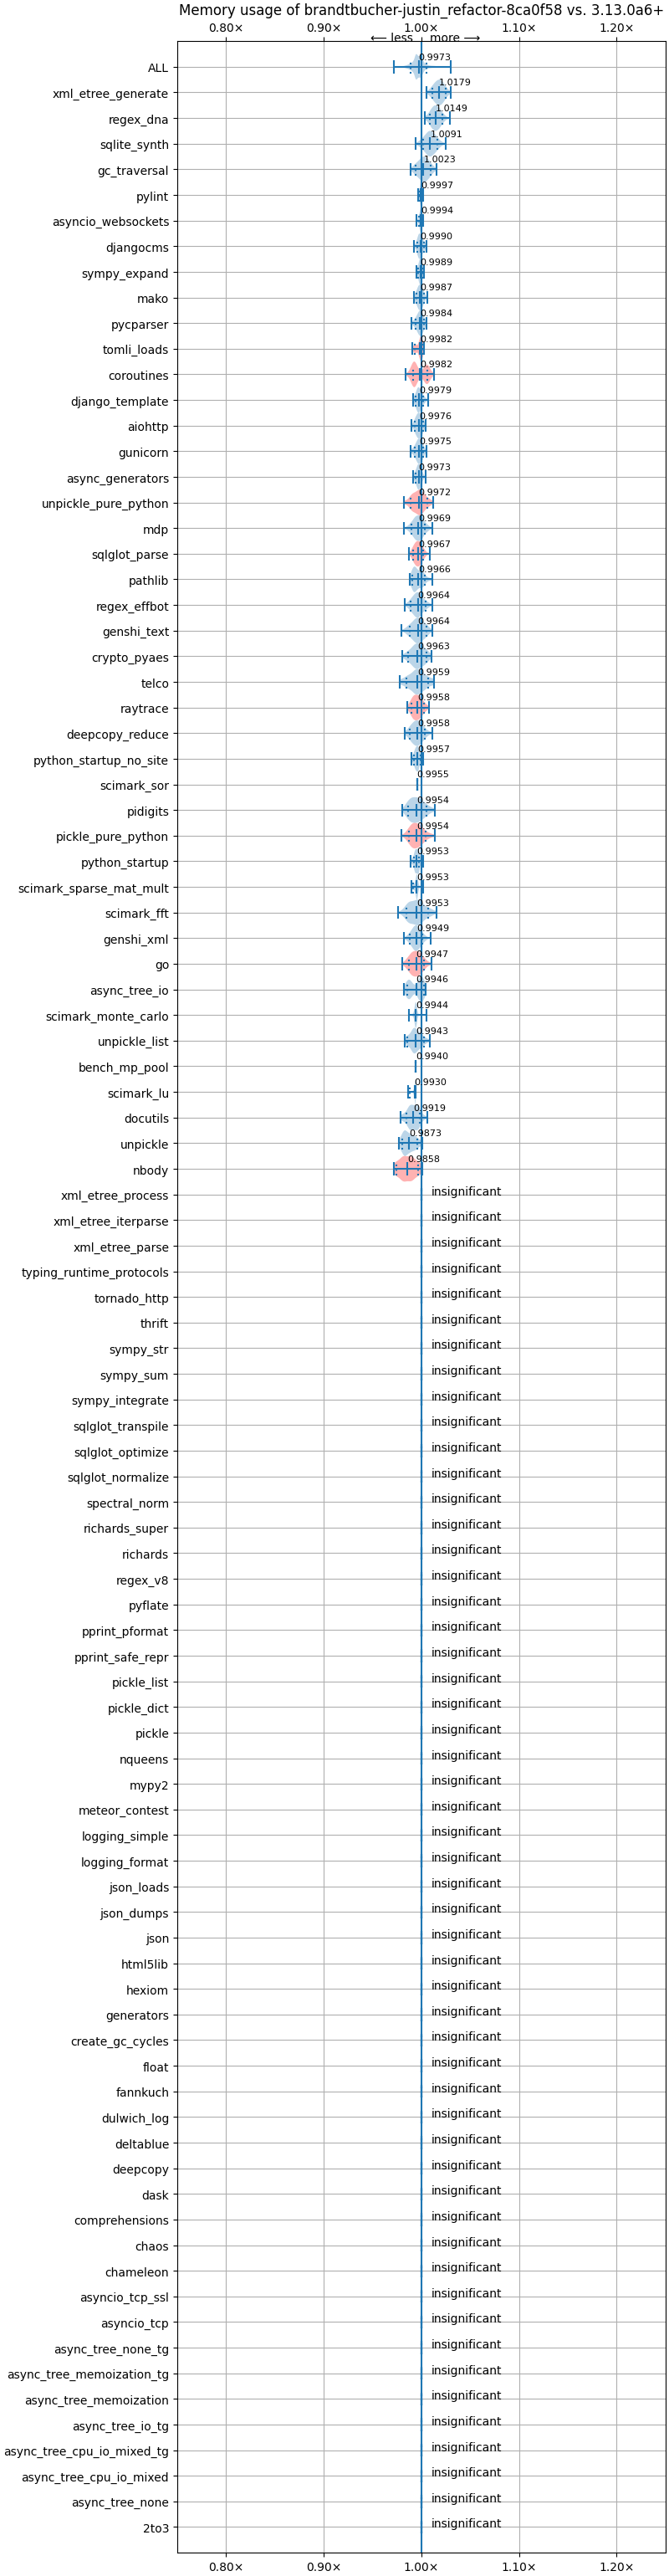 Memory usage of brandtbucher-justin_refactor-8ca0f58 vs. 3.13.0a6+
0.80× 0.90× 1.00× 1.10× 1.20×
⟵ less more ⟶
ALL 0.9973
xml_etree_generate 1.0179
regex_dna 1.0149
sqlite_synth 1.0091
gc_traversal 1.0023
pylint 0.9997
asyncio_websockets 0.9994
djangocms 0.9990
sympy_expand 0.9989
mako 0.9987
pycparser 0.9984
tomli_loads 0.9982
coroutines 0.9982
django_template 0.9979
aiohttp 0.9976
gunicorn 0.9975
async_generators 0.9973
unpickle_pure_python 0.9972
mdp 0.9969
sqlglot_parse 0.9967
pathlib 0.9966
regex_effbot 0.9964
genshi_text 0.9964
crypto_pyaes 0.9963
telco 0.9959
raytrace 0.9958
deepcopy_reduce 0.9958
python_startup_no_site 0.9957
scimark_sor 0.9955
pidigits 0.9954
pickle_pure_python 0.9954
python_startup 0.9953
scimark_sparse_mat_mult 0.9953
scimark_fft 0.9953
genshi_xml 0.9949
go 0.9947
async_tree_io 0.9946
scimark_monte_carlo 0.9944
unpickle_list 0.9943
bench_mp_pool 0.9940
scimark_lu 0.9930
docutils 0.9919
unpickle 0.9873
nbody 0.9858
xml_etree_process insignificant
xml_etree_iterparse insignificant
xml_etree_parse insignificant
typing_runtime_protocols insignificant
tornado_http insignificant
thrift insignificant
sympy_str insignificant
sympy_sum insignificant
sympy_integrate insignificant
sqlglot_transpile insignificant
sqlglot_optimize insignificant
sqlglot_normalize insignificant
spectral_norm insignificant
richards_super insignificant
richards insignificant
regex_v8 insignificant
pyflate insignificant
pprint_pformat insignificant
pprint_safe_repr insignificant
pickle_list insignificant
pickle_dict insignificant
pickle insignificant
nqueens insignificant
mypy2 insignificant
meteor_contest insignificant
logging_simple insignificant
logging_format insignificant
json_loads insignificant
json_dumps insignificant
json insignificant
html5lib insignificant
hexiom insignificant
generators insignificant
create_gc_cycles insignificant
float insignificant
fannkuch insignificant
dulwich_log insignificant
deltablue insignificant
deepcopy insignificant
dask insignificant
comprehensions insignificant
chaos insignificant
chameleon insignificant
asyncio_tcp_ssl insignificant
asyncio_tcp insignificant
async_tree_none_tg insignificant
async_tree_memoization_tg insignificant
async_tree_memoization insignificant
async_tree_io_tg insignificant
async_tree_cpu_io_mixed_tg insignificant
async_tree_cpu_io_mixed insignificant
async_tree_none insignificant
2to3 insignificant
0.80× 0.90× 1.00× 1.10× 1.20×